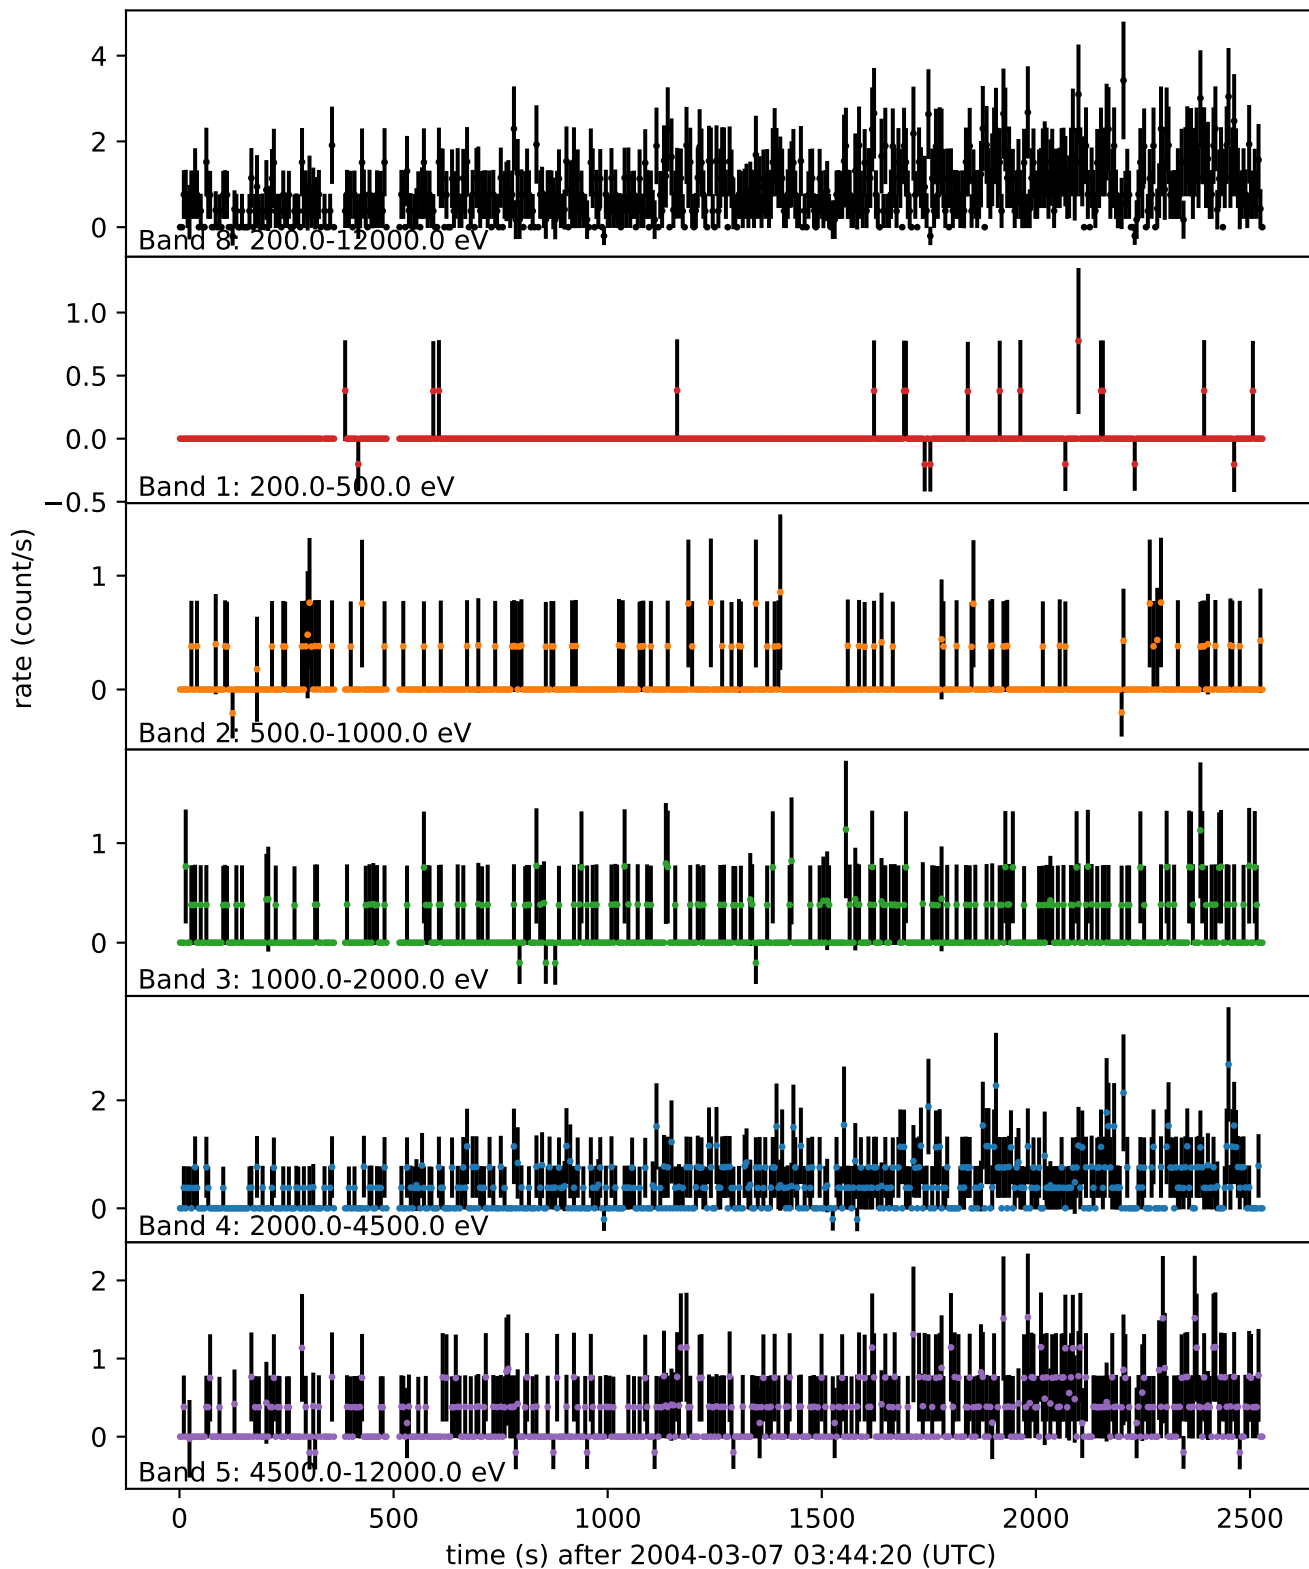 4
2
0
Band 8: 200.0-12000.0 eV
1.0
0.5
0.0
−0.5
Band 1: 200.0-500.0 eV
1
0
Band 2: 500.0-1000.0 eV
rate (count/s)
1
0
Band 3: 1000.0-2000.0 eV
2
0
Band 4: 2000.0-4500.0 eV
2
1
0
Band 5: 4500.0-12000.0 eV
0 500 1000 1500 2000 2500
time (s) after 2004-03-07 03:44:20 (UTC)